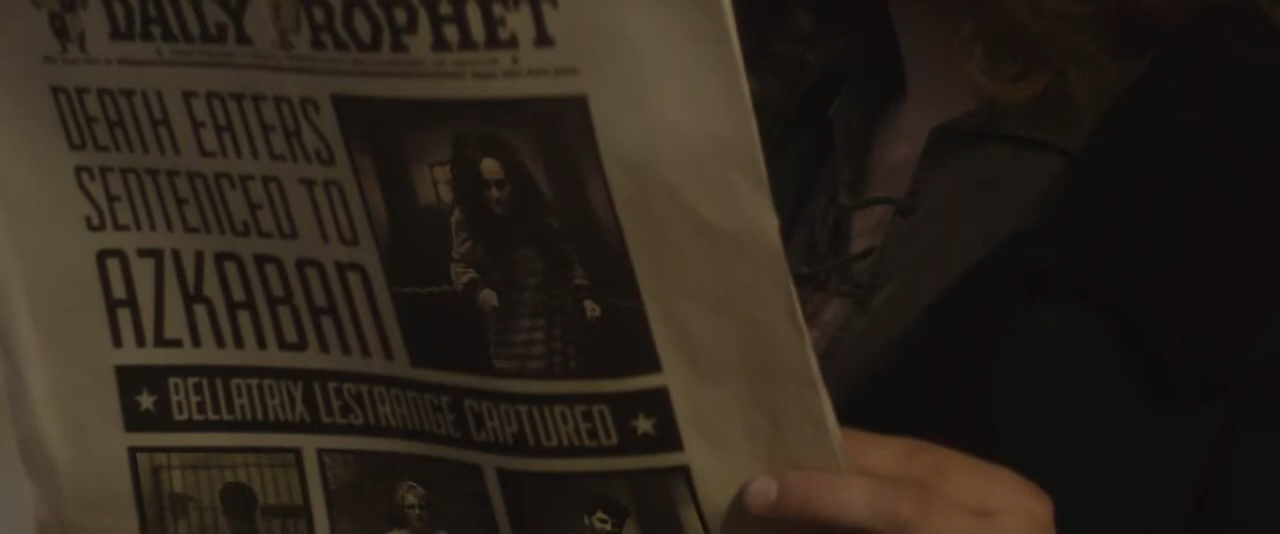 DAILY PROPHET
DEATH EATERS
SENTENCED TO
AZKABAN
★ BELLATRIX LESTRANGE CAPTURED ★